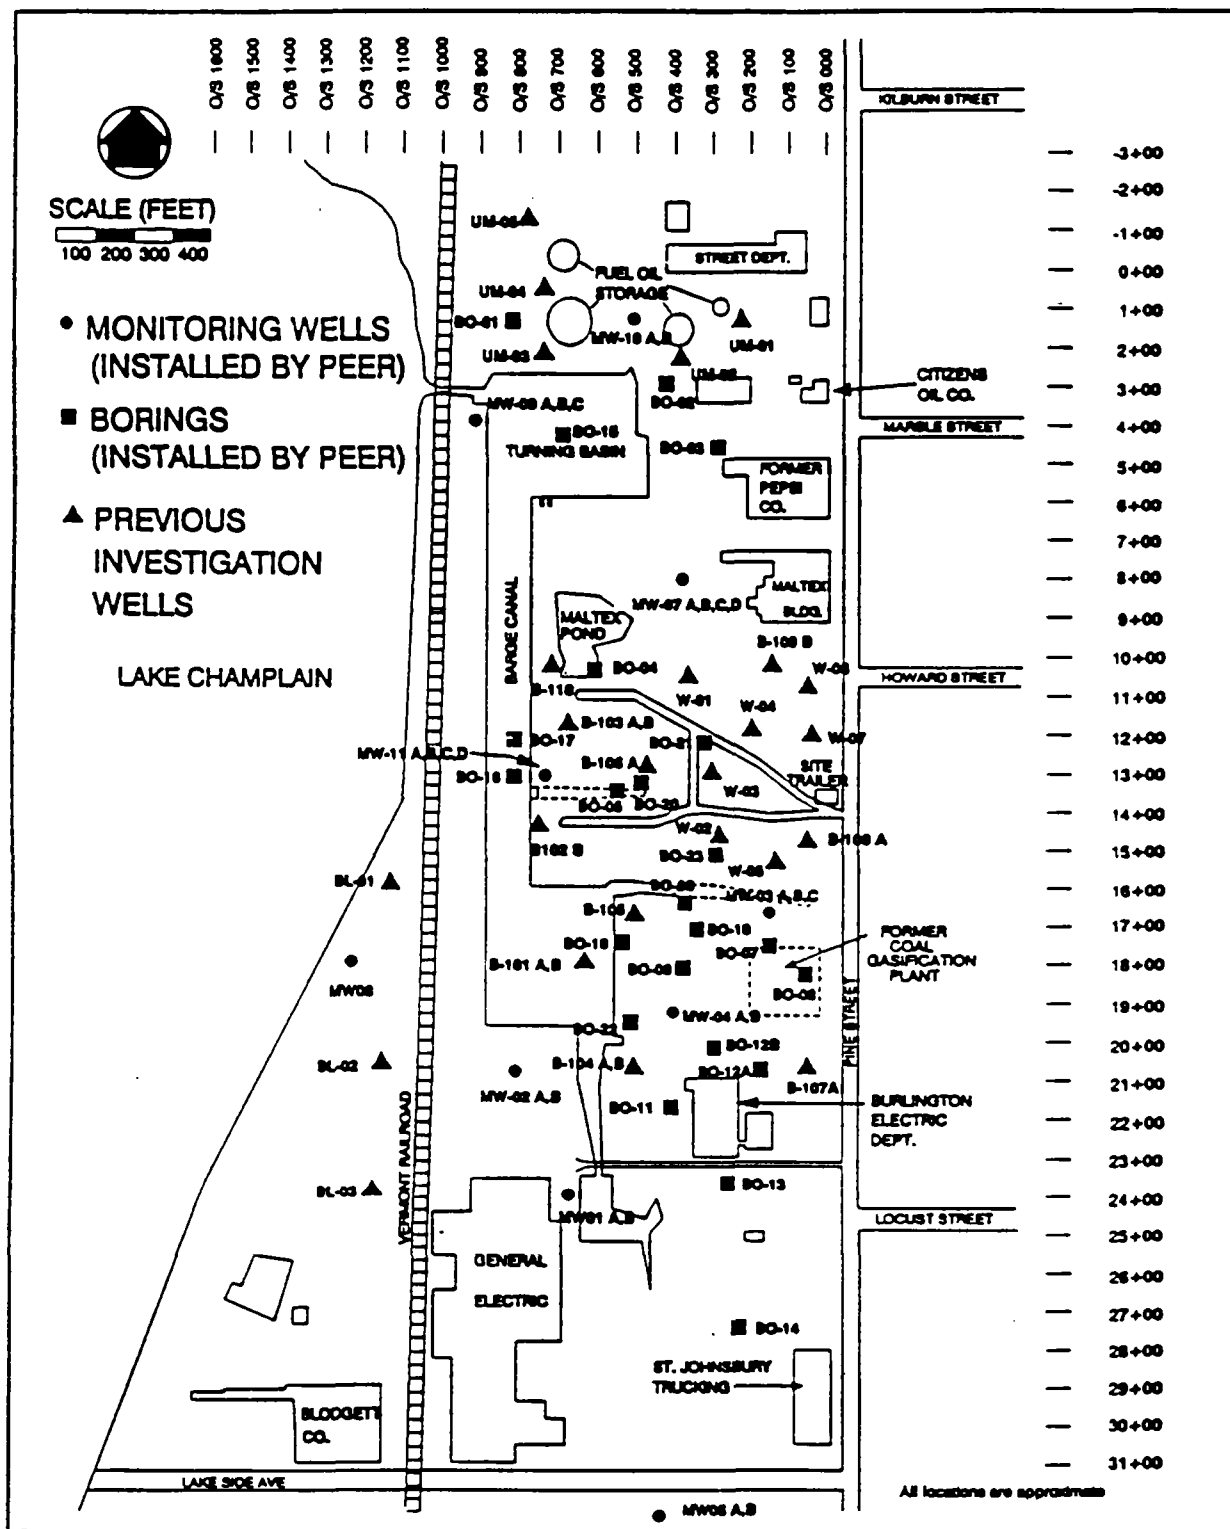 O/S 1600
O/S 1500
O/S 1400
O/S 1300
O/S 1200
O/S 1100
O/S 1000
O/S 900
O/S 800
O/S 700
O/S 600
O/S 500
O/S 400
O/S 300
O/S 200
O/S 100
O/S 000
KILBURN STREET
-3+00
-2+00
-1+00
0+00
1+00
2+00
3+00
4+00
5+00
6+00
7+00
8+00
9+00
10+00
11+00
12+00
13+00
14+00
15+00
16+00
17+00
18+00
19+00
20+00
21+00
22+00
23+00
24+00
25+00
26+00
27+00
28+00
29+00
30+00
31+00
SCALE (FEET)
100 200 300 400
MONITORING WELLS
(INSTALLED BY PEER)
BORINGS
(INSTALLED BY PEER)
PREVIOUS
INVESTIGATION
WELLS
LAKE CHAMPLAIN
UM-05
STREET DEPT.
FUEL OIL
STORAGE
UM-04
BO-01
MW-10 A,B
UM-01
UM-03
UM-02
BO-02
CITIZENS
OIL CO.
MW-09 A,B,C
MARBLE STREET
BO-15
TURNING BASIN
BO-03
FORMER
PEPSI
CO.
MALTEX
BLDG.
MW-07 A,B,C,D
MALTEX
POND
BARGE CANAL
B-109 B
BO-04
W-06
HOWARD STREET
B-11B
W-01
W-04
B-103 A,B
BO-17
BO-21
W-07
MW-11 A,B,C,D
B-106 A
SITE
TRAILER
BO-16
W-03
BO-05
BO-20
W-02
B-108 A
B102 B
BO-23
W-05
BL-01
MW-03 A,B,C
B-105
BO-18
BO-19
BO-07
FORMER
COAL
GASIFICATION
PLANT
B-101 A,B
BO-09
BO-08
MW06
PINE STREET
MW-04 A,B
BO-22
BO-12B
BL-02
B-104 A,B
BO-12A
B-107A
MW-02 A,B
BO-11
BURLINGTON
ELECTRIC
DEPT.
VERMONT RAILROAD
BL-03
BO-13
MW01 A,B
LOCUST STREET
GENERAL
ELECTRIC
BO-14
ST. JOHNSBURY
TRUCKING
BLODGETT
CO.
LAKE SIDE AVE
All locations are approximate
MW05 A,B